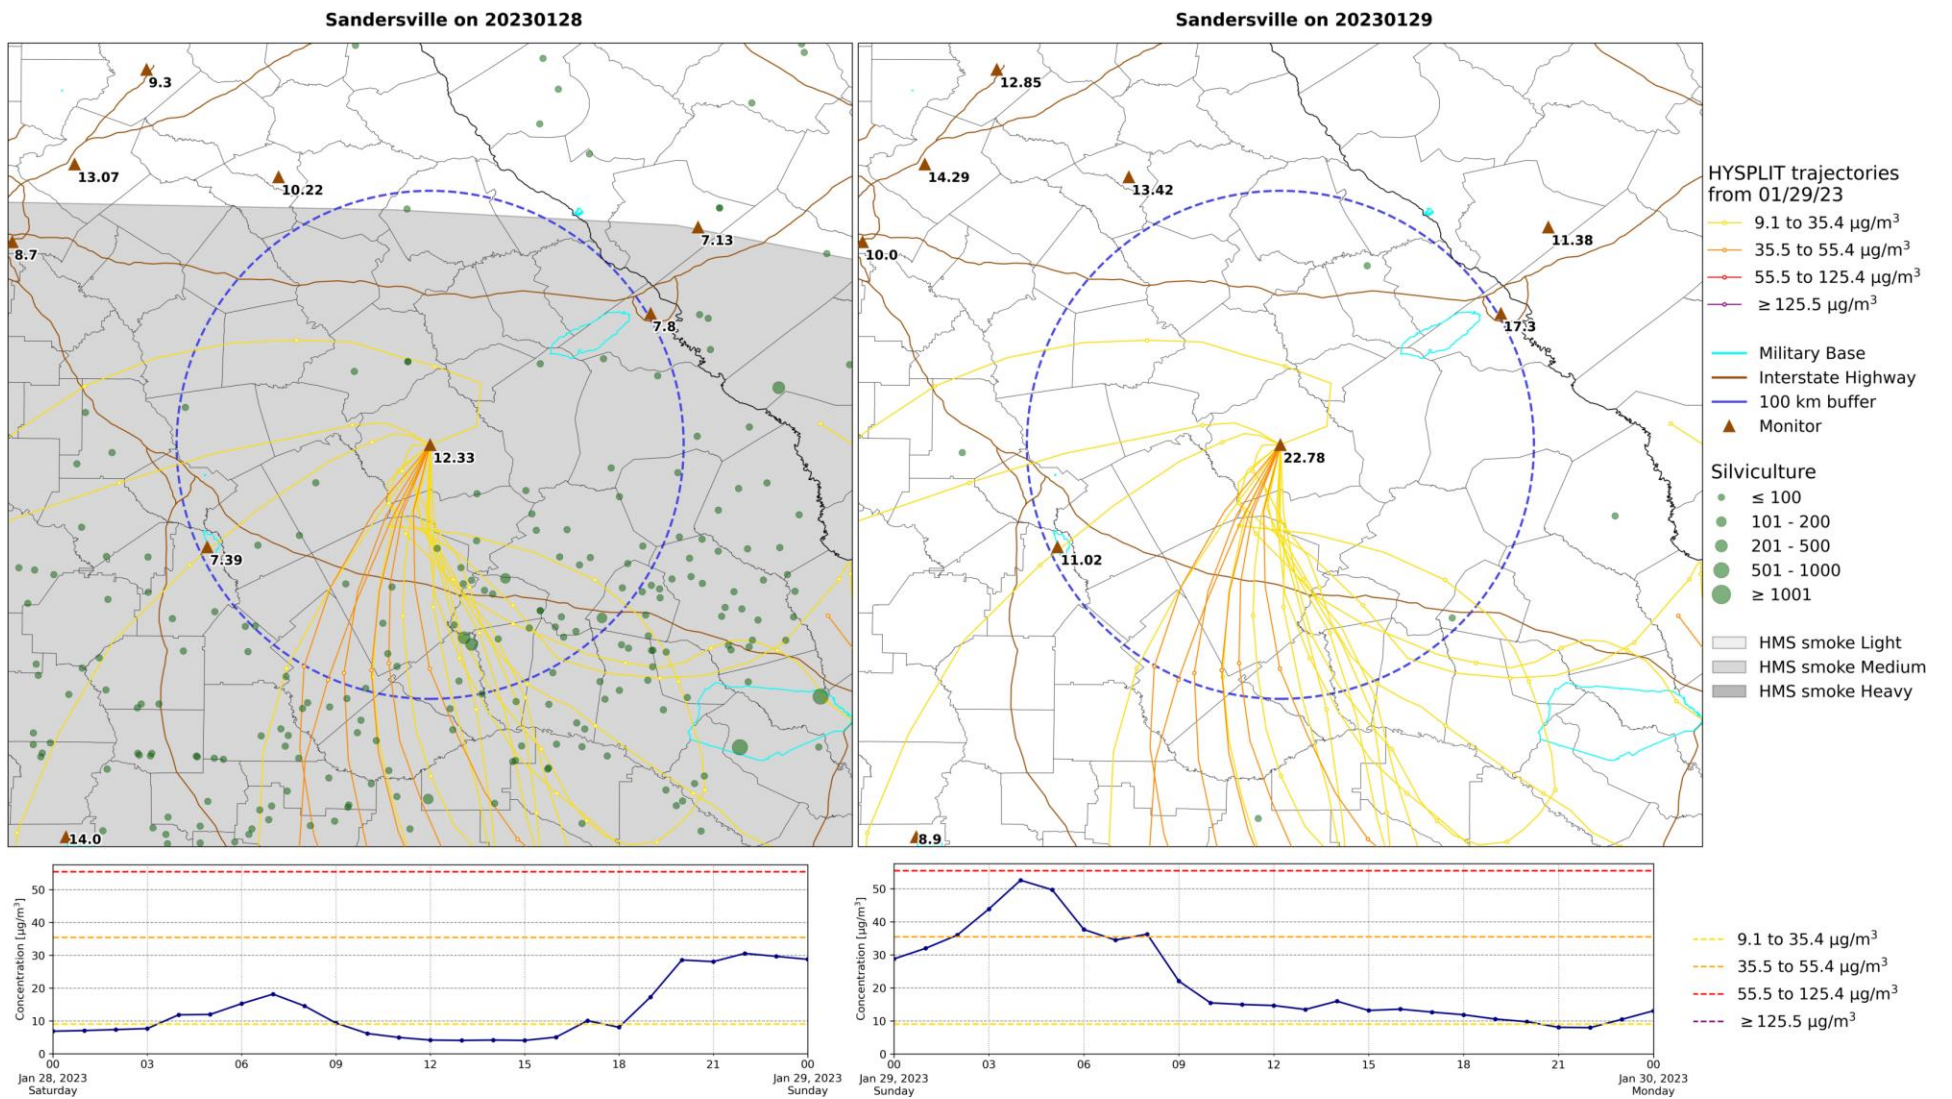 Sandersville on 20230128
9.3
13.07
10.22
8.7
7.13
7.8
12.33
7.39
14.0
Sandersville on 20230129
12.85
14.29
13.42
10.0
11.38
17.3
22.78
11.02
8.9
HYSPLIT trajectories
from 01/29/23
9.1 to 35.4 µg/m³
35.5 to 55.4 µg/m³
55.5 to 125.4 µg/m³
≥ 125.5 µg/m³
Military Base
Interstate Highway
100 km buffer
Monitor
Silviculture
≤ 100
101 - 200
201 - 500
501 - 1000
≥ 1001
HMS smoke Light
HMS smoke Medium
HMS smoke Heavy
Concentration [µg/m³]
50
40
30
20
10
0
00 03 06 09 12 15 18 21 00
Jan 28, 2023 Jan 29, 2023
Saturday Sunday
Concentration [µg/m³]
50
40
30
20
10
0
00 03 06 09 12 15 18 21 00
Jan 29, 2023 Jan 30, 2023
Sunday Monday
9.1 to 35.4 µg/m³
35.5 to 55.4 µg/m³
55.5 to 125.4 µg/m³
≥ 125.5 µg/m³